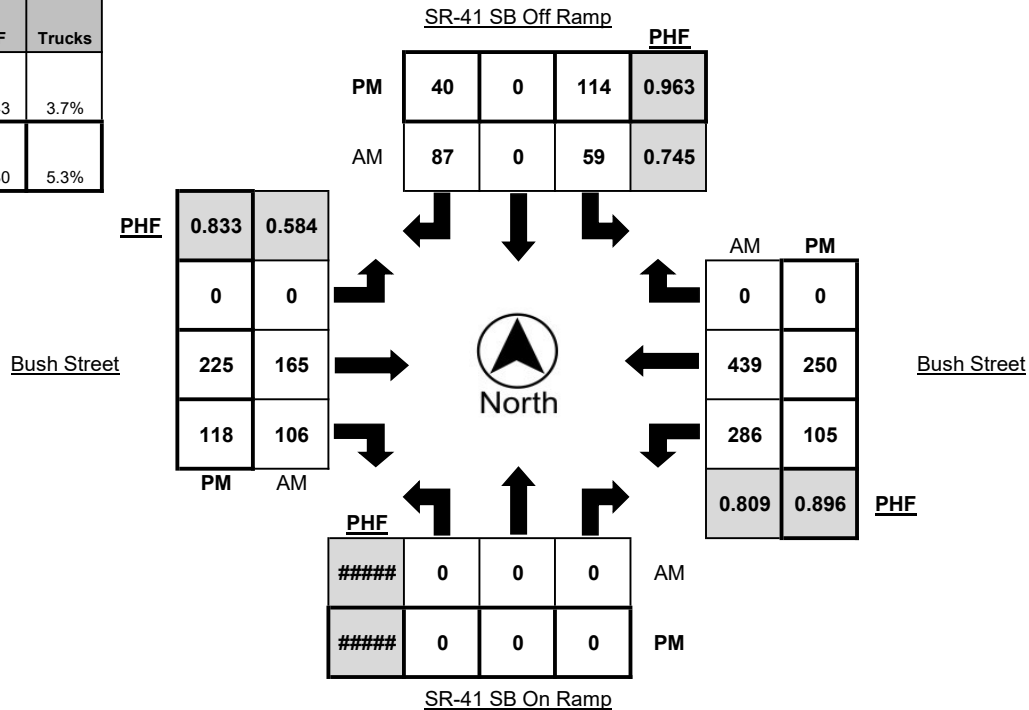 SR-41 SB Off Ramp
PHF
Trucks
PM 40 0 114 0.963
3.7%
AM 87 0 59 0.745
5.3%
PHF 0.833 0.584
AM PM
0 0
0 0
Bush Street 225 165
439 250 Bush Street
North
118 106
286 105
PM AM
0.809 0.896 PHF
PHF
##### 0 0 0 AM
##### 0 0 0 PM
SR-41 SB On Ramp